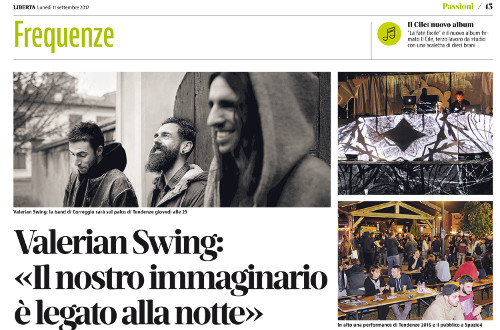 LIBERTÀ Lunedì 11 settembre 2017
Passioni / 45
Frequenze
Il Cile: nuovo album
"La fate facile" è il nuovo album fir-
mato Il Cile, terzo lavoro da studio
con una scaletta di dieci brani
Valerian Swing: la band di Correggio sarà sul palco di Tendenze giovedì alle 23
Valerian Swing:
«Il nostro immaginario
è legato alla notte»
In alto una performance di Tendenze 2016 e il pubblico a Spazio4